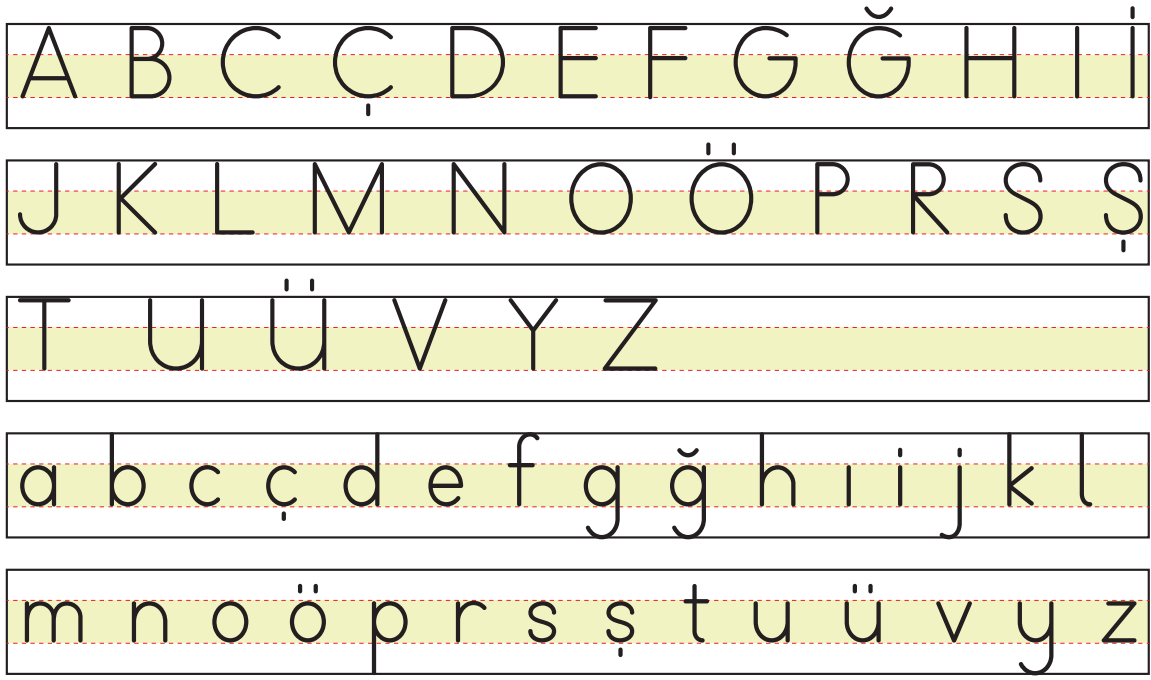 A B C Ç D E F G Ğ H I İ
J K L M N O Ö P R S Ş
T U Ü V Y Z
a b c ç d e f g ğ h ı i j k l
m n o ö p r s ş t u ü v y z